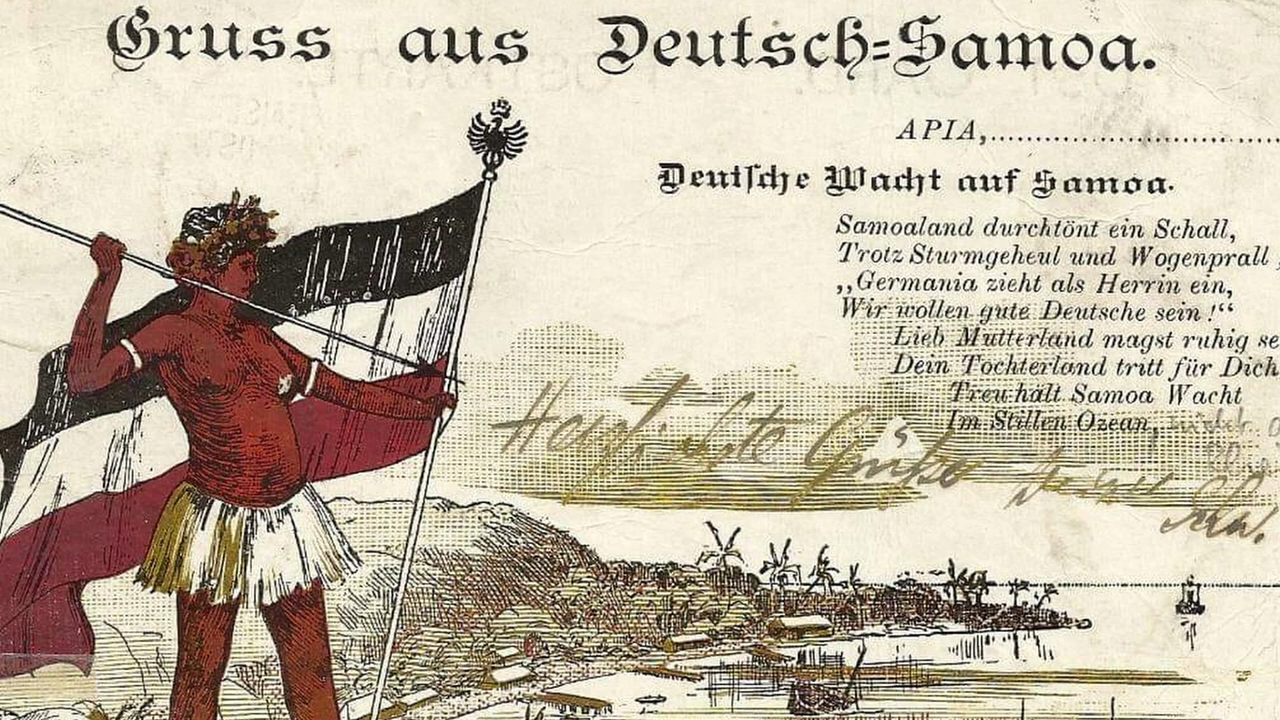 Gruss aus Deutsch=Samoa.
APIA,..............................
Deutsche Wacht auf Samoa.
Samoaland durchtönt ein Schall,
Trotz Sturmgeheul und Wogenprall
„Germania zieht als Herrin ein,
Wir wollen gute Deutsche sein!“
Lieb Mutterland magst ruhig se
Dein Tochterland tritt für Dich
Treu hält Samoa Wacht
Im Stillen Ozean,
Grüße